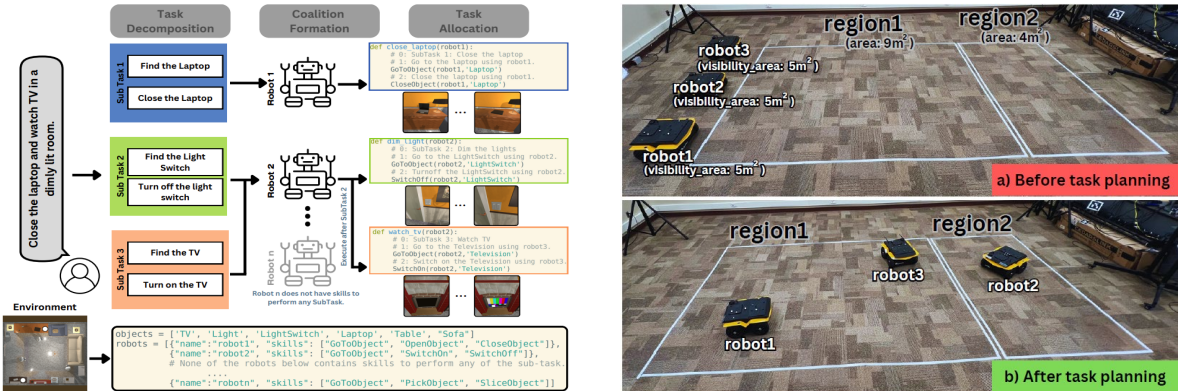 Task
Decomposition
Coalition
Formation
Task
Allocation
Close the laptop and watch TV in a
dimly lit room.
Sub Task 1
Find the Laptop
Close the Laptop
Sub Task 2
Find the Light
Switch
Turn off the light
switch
Sub Task 3
Find the TV
Turn on the TV
Robot 1
Robot 2
Robot n
Robot n does not have skills to
perform any SubTask.
Execute after SubTask 2
def close_laptop(robot1):
# 0: SubTask 1: Close the laptop
# 1: Go to the laptop using robot1.
GoToObject(robot1,'Laptop')
# 2: Close the laptop using robot1.
CloseObject(robot1,'Laptop')
...
def dim_light(robot2):
# 0: SubTask 2: Dim the lights
# 1: Go to the LightSwitch using robot2.
GoToObject(robot2,'LightSwitch')
# 2: Turnoff the LightSwitch using robot2.
SwitchOff(robot2,'LightSwitch')
...
def watch_tv(robot2):
# 0: SubTask 3: Watch TV
# 1: Go to the Television using robot3.
GoToObject(robot2,'Television')
# 2: Switch on the Television using robot3.
SwitchOn(robot2,'Television')
...
Environment
objects = ['TV', 'Light', 'LightSwitch', 'Laptop', 'Table', "Sofa"]
robots = [{"name":"robot1", "skills": ["GoToObject", "OpenObject", "CloseObject"]},
{"name":"robot2", "skills": ["GoToObject", "SwitchOn", "SwitchOff"]},
# None of the robots below contains skills to perform any of the sub-task.
....
{"name":"robotn", "skills": ["GoToObject", "PickObject", "SliceObject"]]
region1
(area: 9m²)
region2
(area: 4m²)
robot3
(visibility_area: 5m²)
robot2
(visibility_area: 5m²)
robot1
(visibility_area: 5m²)
a) Before task planning
region1
region2
robot3
robot2
robot1
b) After task planning